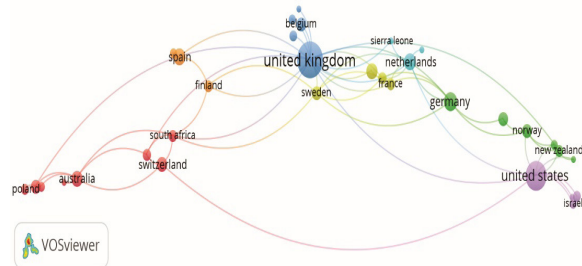 belgium
sierra leone
spain
united kingdom
netherlands
finland
sweden
france
germany
south africa
norway
switzerland
new zealand
poland
australia
united states
israel
VOSviewer